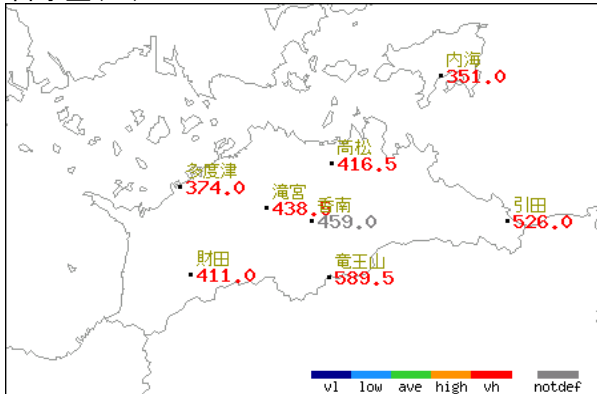 内海
351.0
高松
416.5
多度津
374.0
滝宮
438.5
香南
459.0
引田
526.0
財田
411.0
竜王山
589.5
vl low ave high vh notdef